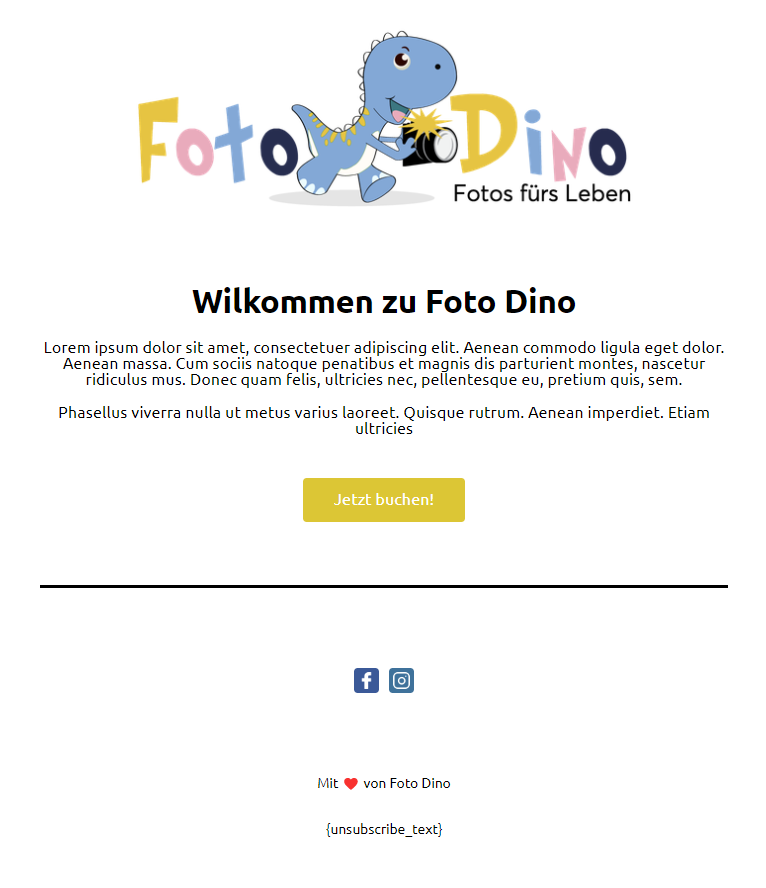 Foto Dino
Fotos fürs Leben
Wilkommen zu Foto Dino
Lorem ipsum dolor sit amet, consectetuer adipiscing elit. Aenean commodo ligula eget dolor.
Aenean massa. Cum sociis natoque penatibus et magnis dis parturient montes, nascetur
ridiculus mus. Donec quam felis, ultricies nec, pellentesque eu, pretium quis, sem.
Phasellus viverra nulla ut metus varius laoreet. Quisque rutrum. Aenean imperdiet. Etiam
ultricies
Jetzt buchen!
Mit ❤ von Foto Dino
{unsubscribe_text}